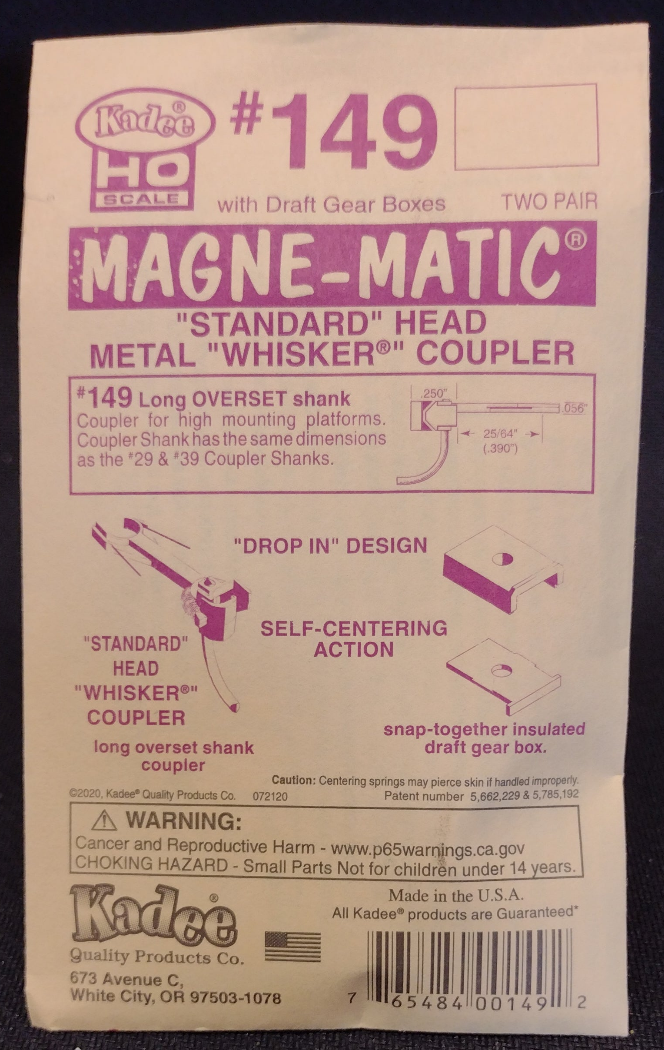 Kadee®
HO
SCALE
#149
with Draft Gear Boxes
TWO PAIR
MAGNE-MATIC®
"STANDARD" HEAD
METAL "WHISKER®" COUPLER
#149 Long OVERSET shank
Coupler for high mounting platforms.
Coupler Shank has the same dimensions
as the #29 & #39 Coupler Shanks.
.250"
.056"
25/64"
(.390")
"DROP IN" DESIGN
SELF-CENTERING
ACTION
"STANDARD"
HEAD
"WHISKER®"
COUPLER
long overset shank
coupler
snap-together insulated
draft gear box.
Caution: Centering springs may pierce skin if handled improperly.
©2020, Kadee® Quality Products Co. 072120
Patent number 5,662,229 & 5,785,192
⚠ WARNING:
Cancer and Reproductive Harm - www.p65warnings.ca.gov
CHOKING HAZARD - Small Parts Not for children under 14 years.
Kadee®
Quality Products Co.
673 Avenue C,
White City, OR 97503-1078
Made in the U.S.A.
All Kadee® products are Guaranteed*
7 65484 00149 2